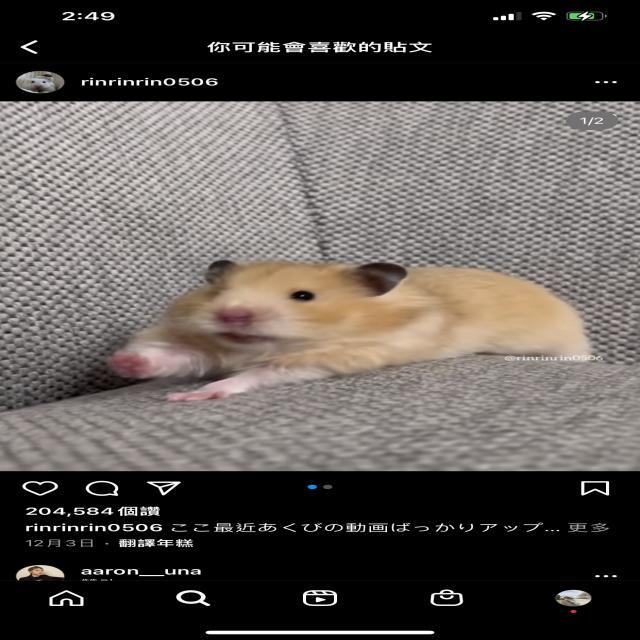 2:49
你可能會喜歡的貼文
rinrinrin0506
1/2
@rinrinrin0506
204,584 個讚
rinrinrin0506 ここ最近あくびの動画ばっかりアップ... 更多
12月3日 · 翻譯年糕
aaron__una